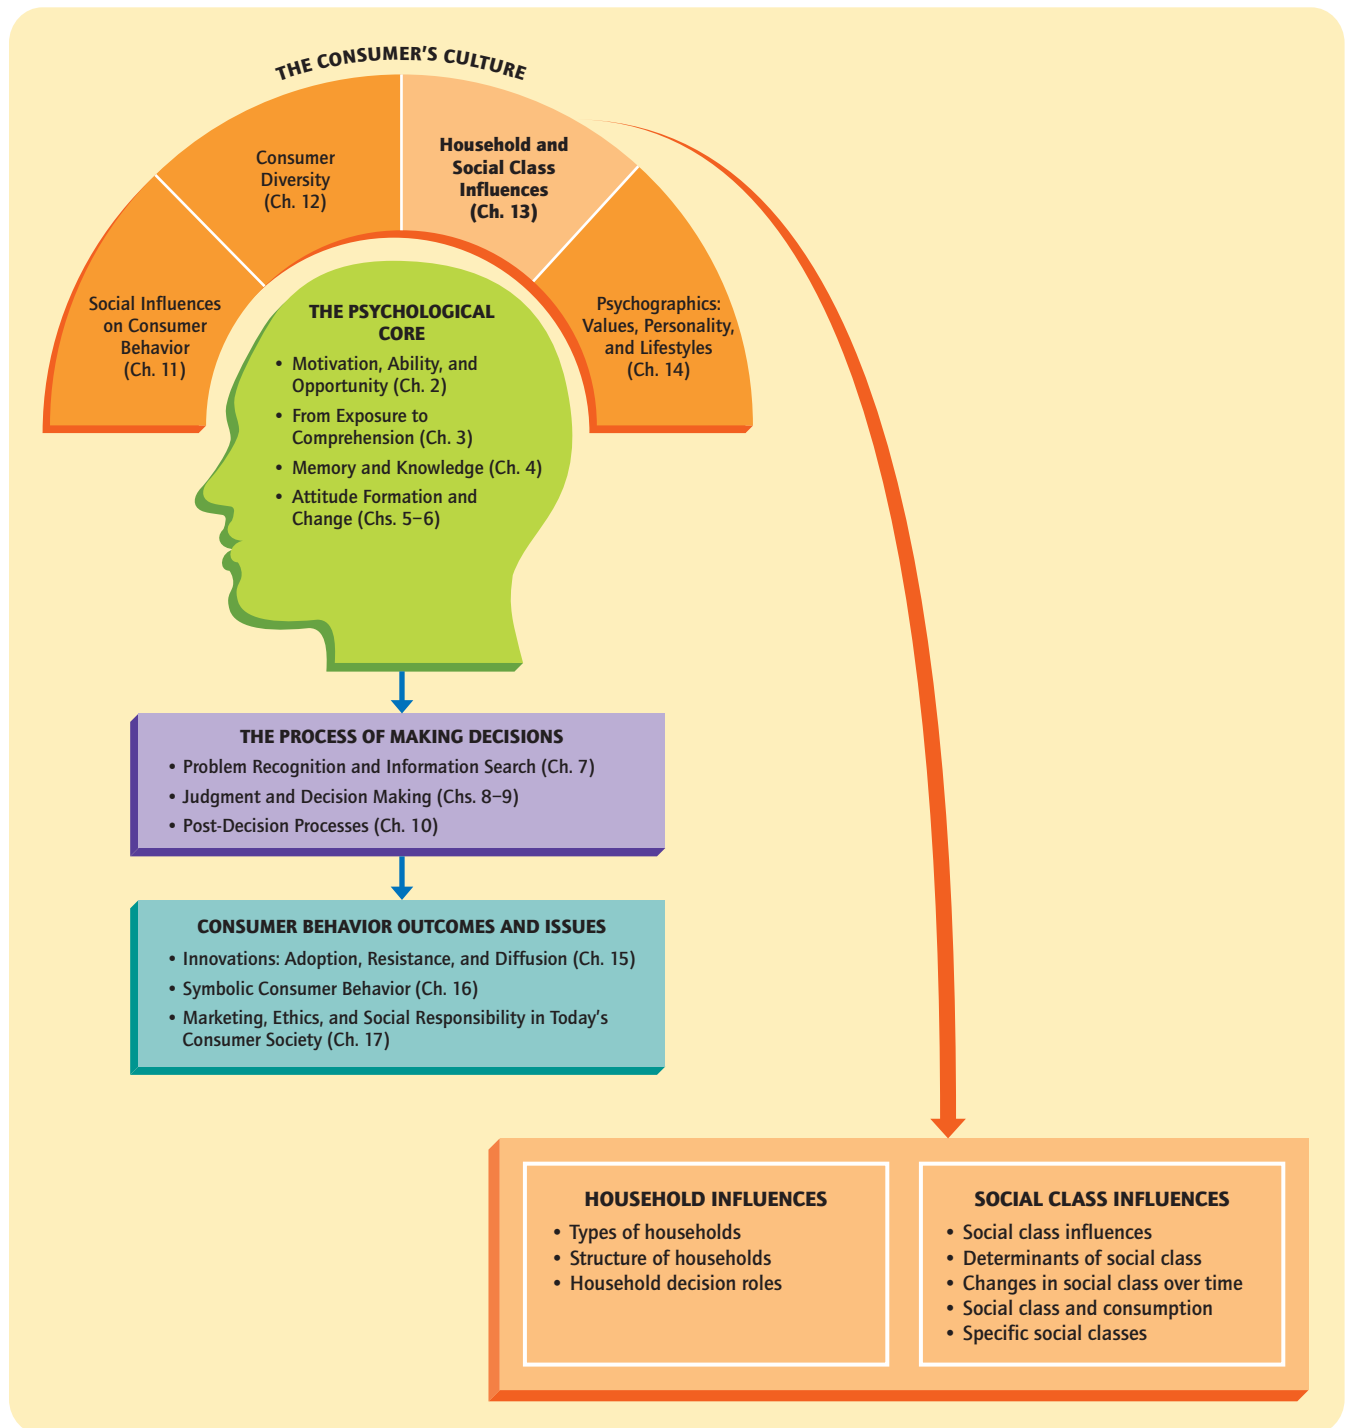 THE CONSUMER'S CULTURE
Social Influences
on Consumer
Behavior
(Ch. 11)
Consumer
Diversity
(Ch. 12)
Household and
Social Class
Influences
(Ch. 13)
Psychographics:
Values, Personality,
and Lifestyles
(Ch. 14)
THE PSYCHOLOGICAL
CORE
• Motivation, Ability, and
Opportunity (Ch. 2)
• From Exposure to
Comprehension (Ch. 3)
• Memory and Knowledge (Ch. 4)
• Attitude Formation and
Change (Chs. 5–6)
THE PROCESS OF MAKING DECISIONS
• Problem Recognition and Information Search (Ch. 7)
• Judgment and Decision Making (Chs. 8–9)
• Post-Decision Processes (Ch. 10)
CONSUMER BEHAVIOR OUTCOMES AND ISSUES
• Innovations: Adoption, Resistance, and Diffusion (Ch. 15)
• Symbolic Consumer Behavior (Ch. 16)
• Marketing, Ethics, and Social Responsibility in Today's
Consumer Society (Ch. 17)
HOUSEHOLD INFLUENCES
• Types of households
• Structure of households
• Household decision roles
SOCIAL CLASS INFLUENCES
• Social class influences
• Determinants of social class
• Changes in social class over time
• Social class and consumption
• Specific social classes